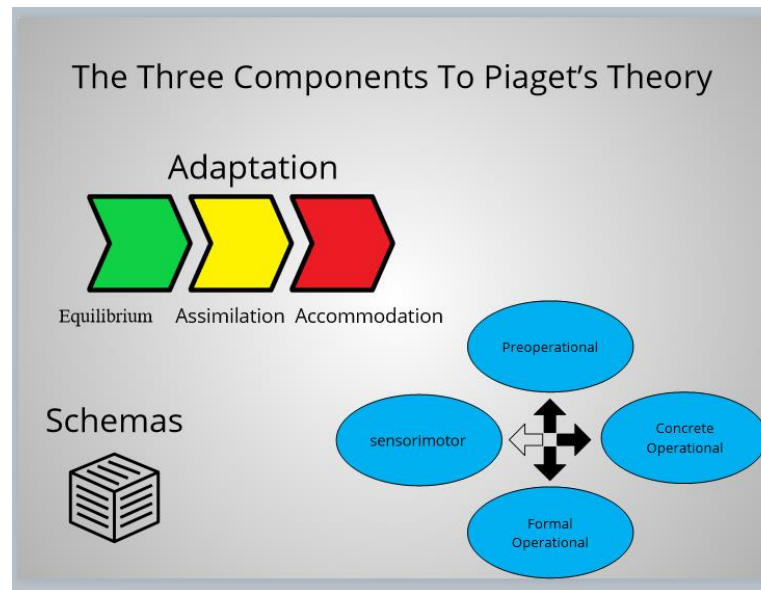 The Three Components To Piaget's Theory
Adaptation
Equilibrium Assimilation Accommodation
Schemas
Preoperational
sensorimotor
Concrete
Operational
Formal
Operational